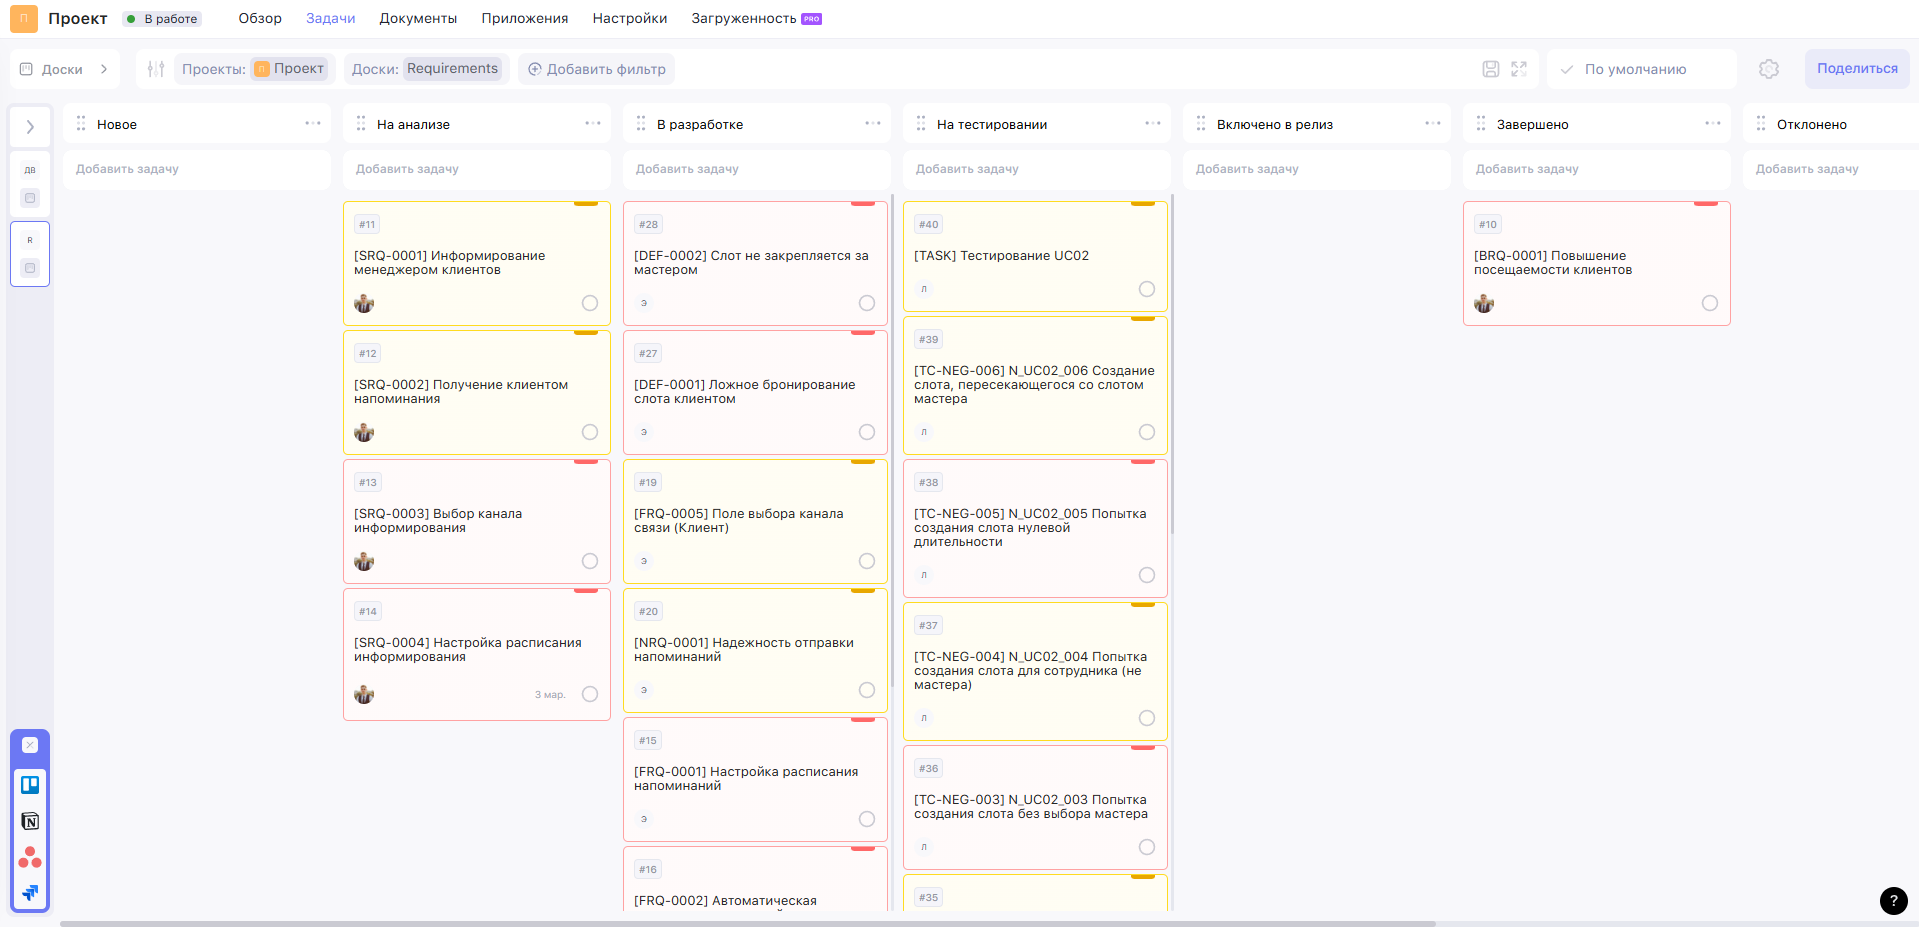 П Проект В работе Обзор Задачи Документы Приложения Настройки Загруженность PRO
Доски Проекты: П Проект Доски: Requirements Добавить фильтр По умолчанию Поделиться
Новое
Добавить задачу
На анализе
Добавить задачу
#11
[SRQ-0001] Информирование
менеджером клиентов
#12
[SRQ-0002] Получение клиентом
напоминания
#13
[SRQ-0003] Выбор канала
информирования
#14
[SRQ-0004] Настройка расписания
информирования
3 мар.
В разработке
Добавить задачу
#28
[DEF-0002] Слот не закрепляется за
мастером
Э
#27
[DEF-0001] Ложное бронирование
слота клиентом
Э
#19
[FRQ-0005] Поле выбора канала
связи (Клиент)
Э
#20
[NRQ-0001] Надежность отправки
напоминаний
Э
#15
[FRQ-0001] Настройка расписания
напоминаний
Э
#16
[FRQ-0002] Автоматическая
На тестировании
Добавить задачу
#40
[TASK] Тестирование UC02
Л
#39
[TC-NEG-006] N_UC02_006 Создание
слота, пересекающегося со слотом
мастера
Л
#38
[TC-NEG-005] N_UC02_005 Попытка
создания слота нулевой
длительности
Л
#37
[TC-NEG-004] N_UC02_004 Попытка
создания слота для сотрудника (не
мастера)
Л
#36
[TC-NEG-003] N_UC02_003 Попытка
создания слота без выбора мастера
Л
#35
Включено в релиз
Добавить задачу
Завершено
Добавить задачу
#10
[BRQ-0001] Повышение
посещаемости клиентов
Отклонено
Добавить задачу
ДВ
R
N
?